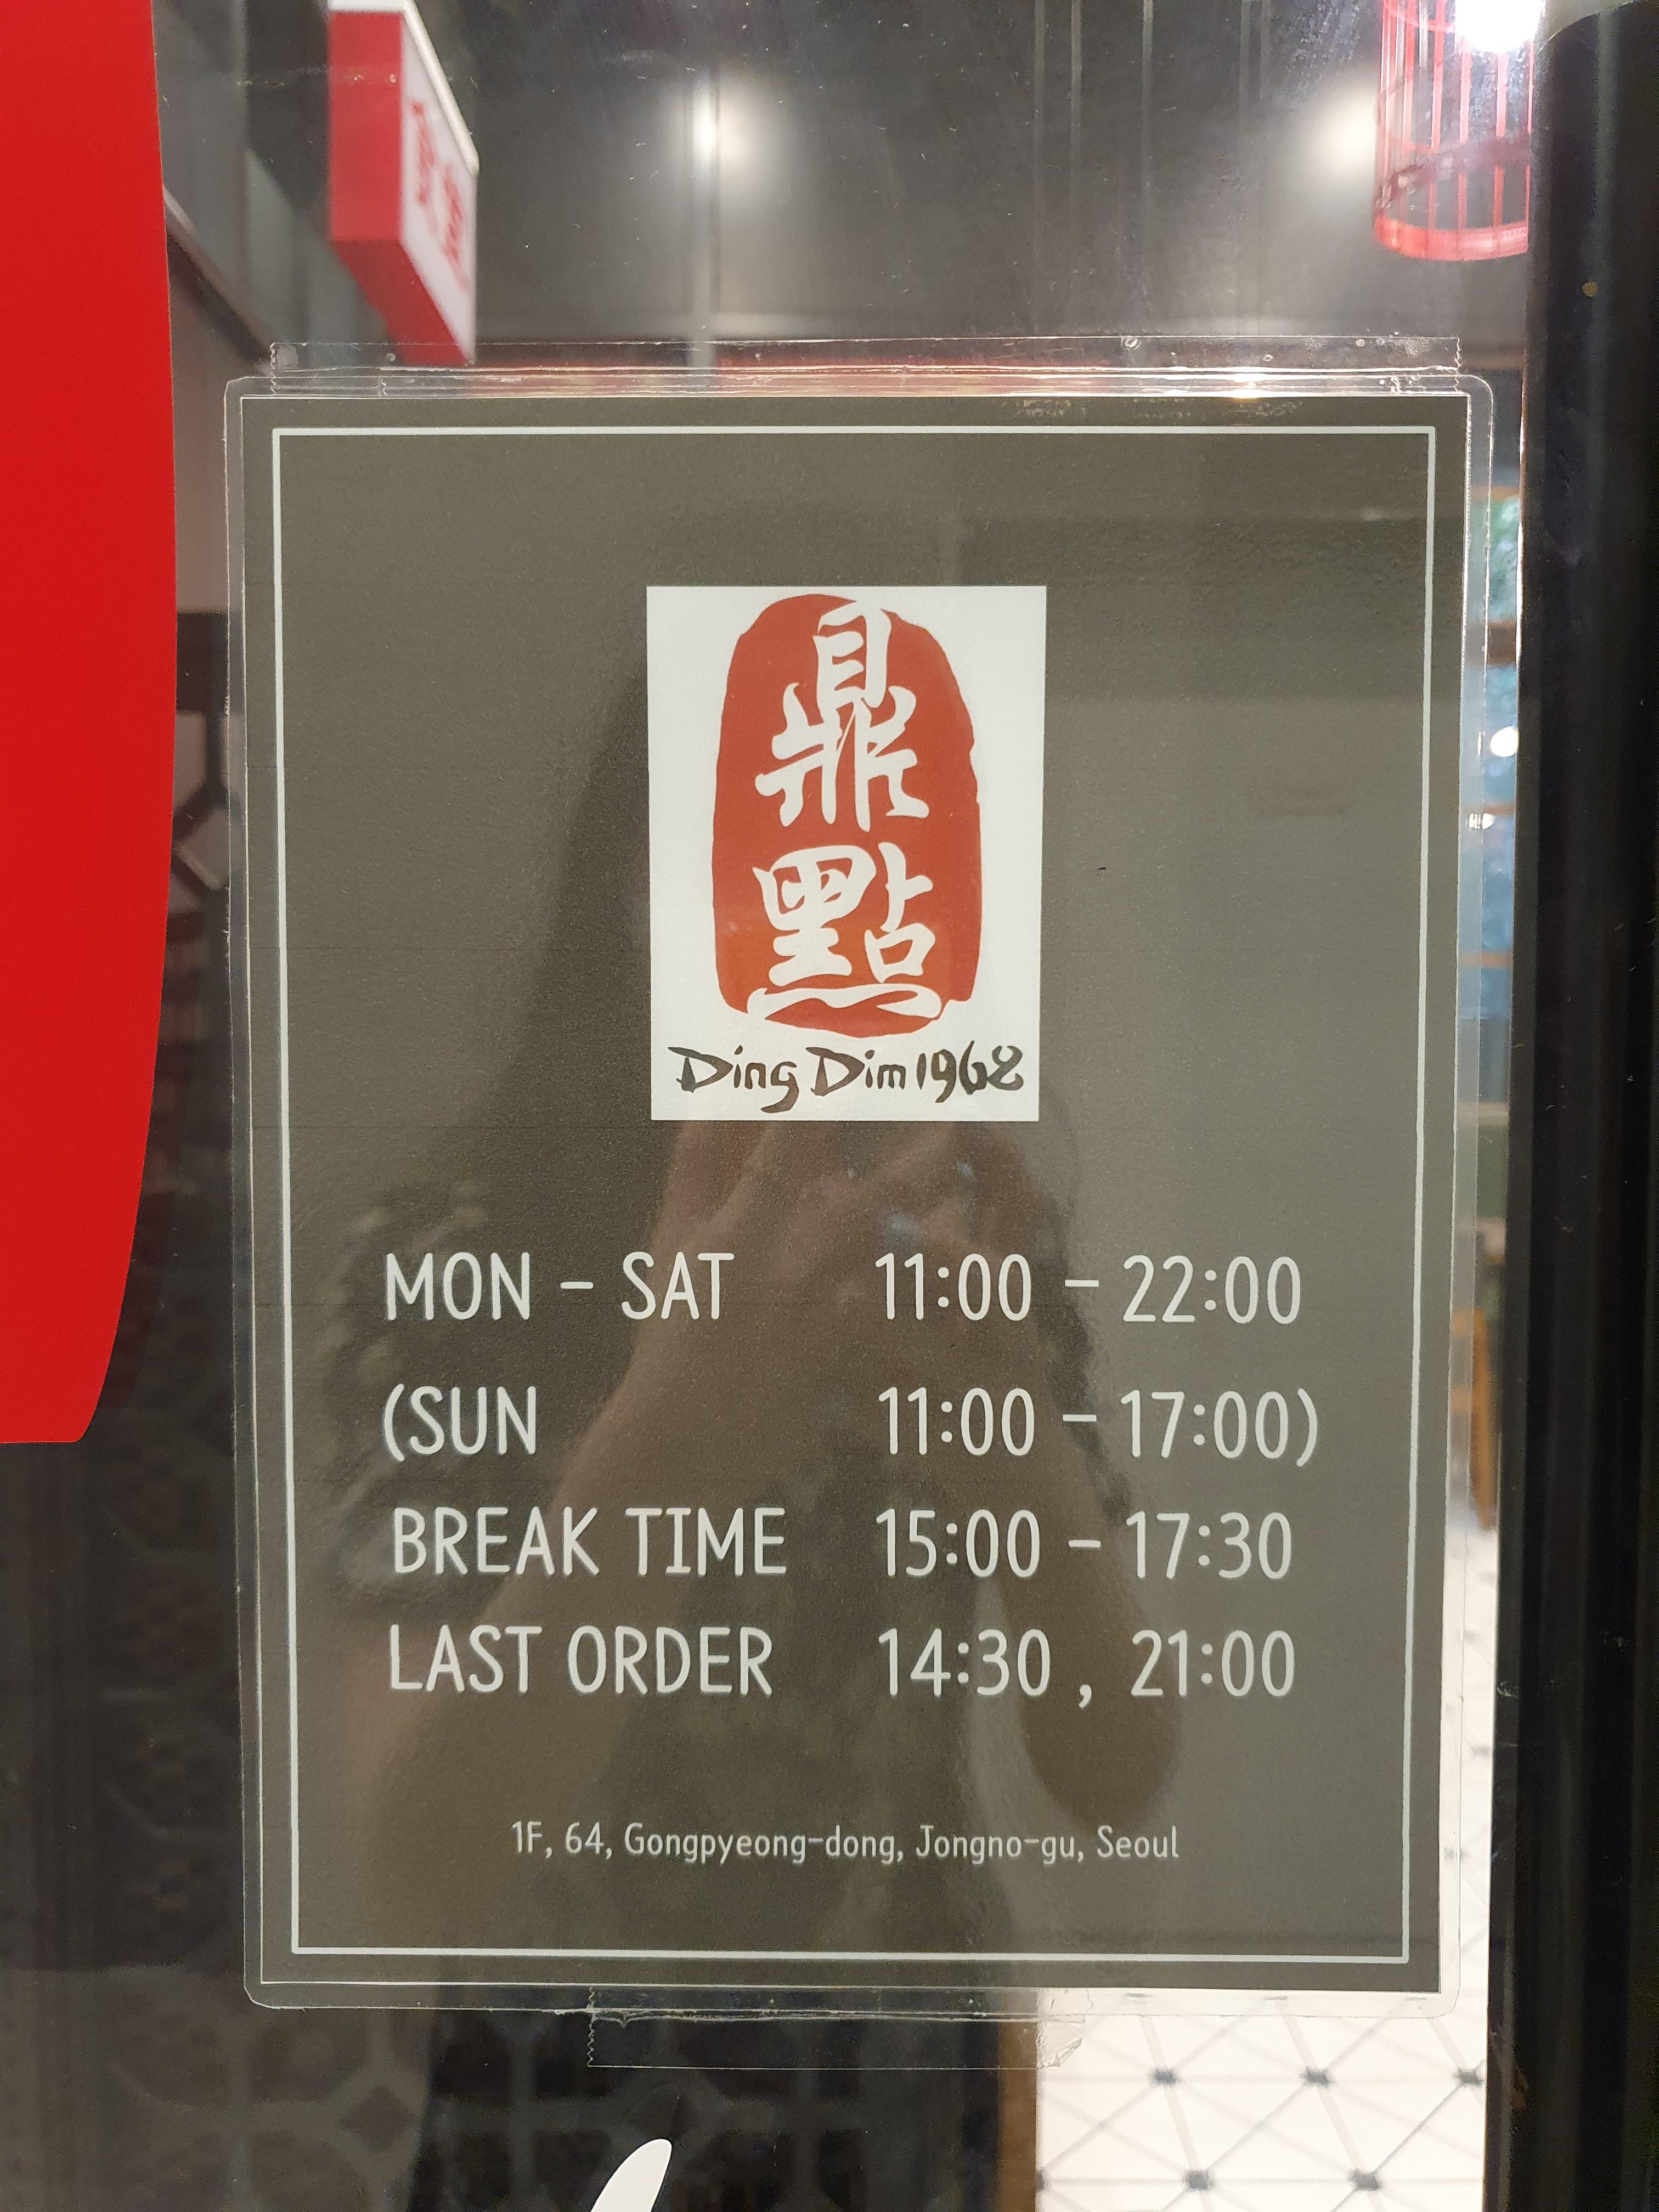 鼎
點
Ding Dim 1968
MON - SAT 11:00 - 22:00
(SUN 11:00 - 17:00)
BREAK TIME 15:00 - 17:30
LAST ORDER 14:30 , 21:00
1F, 64, Gongpyeong-dong, Jongno-gu, Seoul